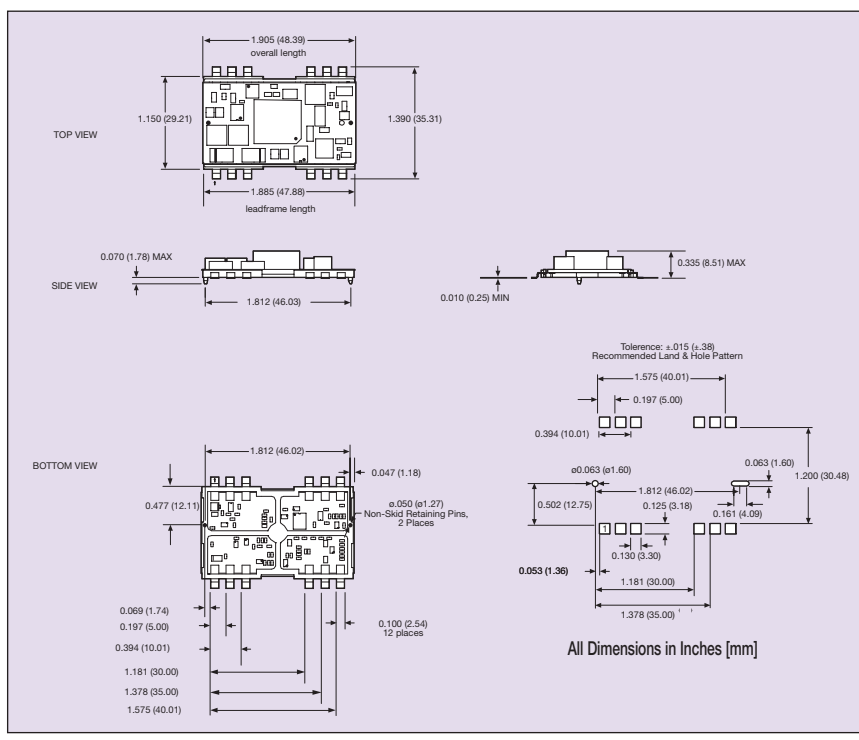 1.905 (48.39)
overall length
1.150 (29.21)
1.390 (35.31)
TOP VIEW
1
1.885 (47.88)
leadframe length
0.070 (1.78) MAX
0.335 (8.51) MAX
SIDE VIEW
1.812 (46.03)
0.010 (0.25) MIN
Tolerence: ±.015 (±.38)
Recommended Land & Hole Pattern
1.575 (40.01)
0.197 (5.00)
0.394 (10.01)
BOTTOM VIEW
1.812 (46.02)
0.047 (1.18)
0.477 (12.11)
ø.050 (ø1.27)
Non-Skid Retaining Pins,
2 Places
ø0.063 (ø1.60)
0.063 (1.60)
1.200 (30.48)
1.812 (46.02)
0.502 (12.75)
0.125 (3.18)
0.161 (4.09)
1
0.130 (3.30)
0.053 (1.36)
1.181 (30.00)
1.378 (35.00)
0.069 (1.74)
0.197 (5.00)
0.100 (2.54)
12 places
0.394 (10.01)
1.181 (30.00)
1.378 (35.00)
1.575 (40.01)
All Dimensions in Inches [mm]